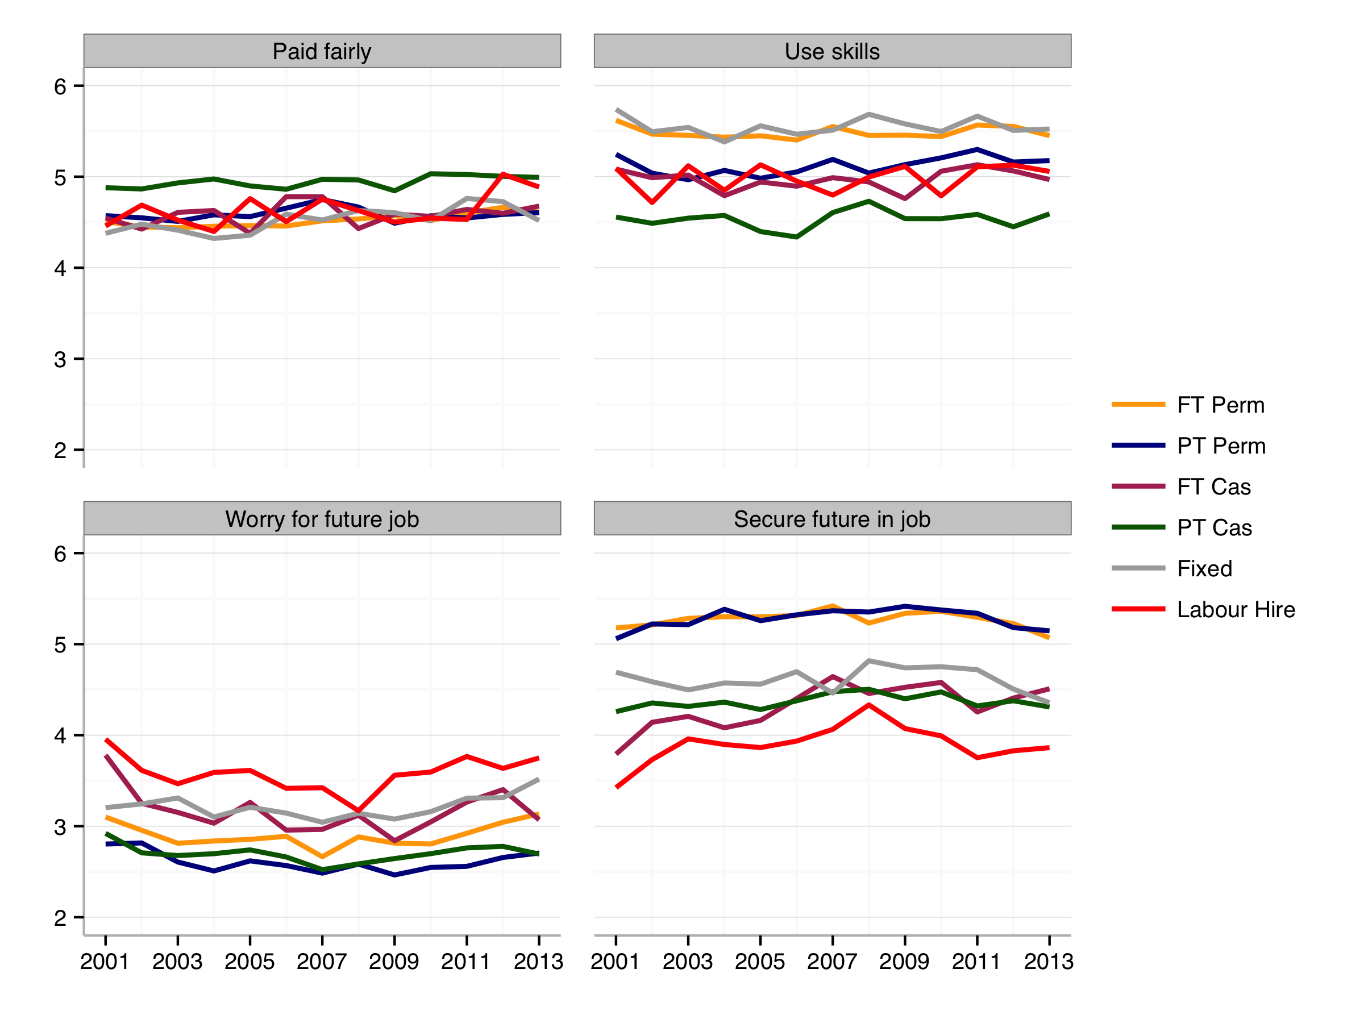 Paid fairly
Use skills
6
5
4
3
2
Worry for future job
Secure future in job
6
5
4
3
2
2001 2003 2005 2007 2009 2011 2013
2001 2003 2005 2007 2009 2011 2013
FT Perm
PT Perm
FT Cas
PT Cas
Fixed
Labour Hire